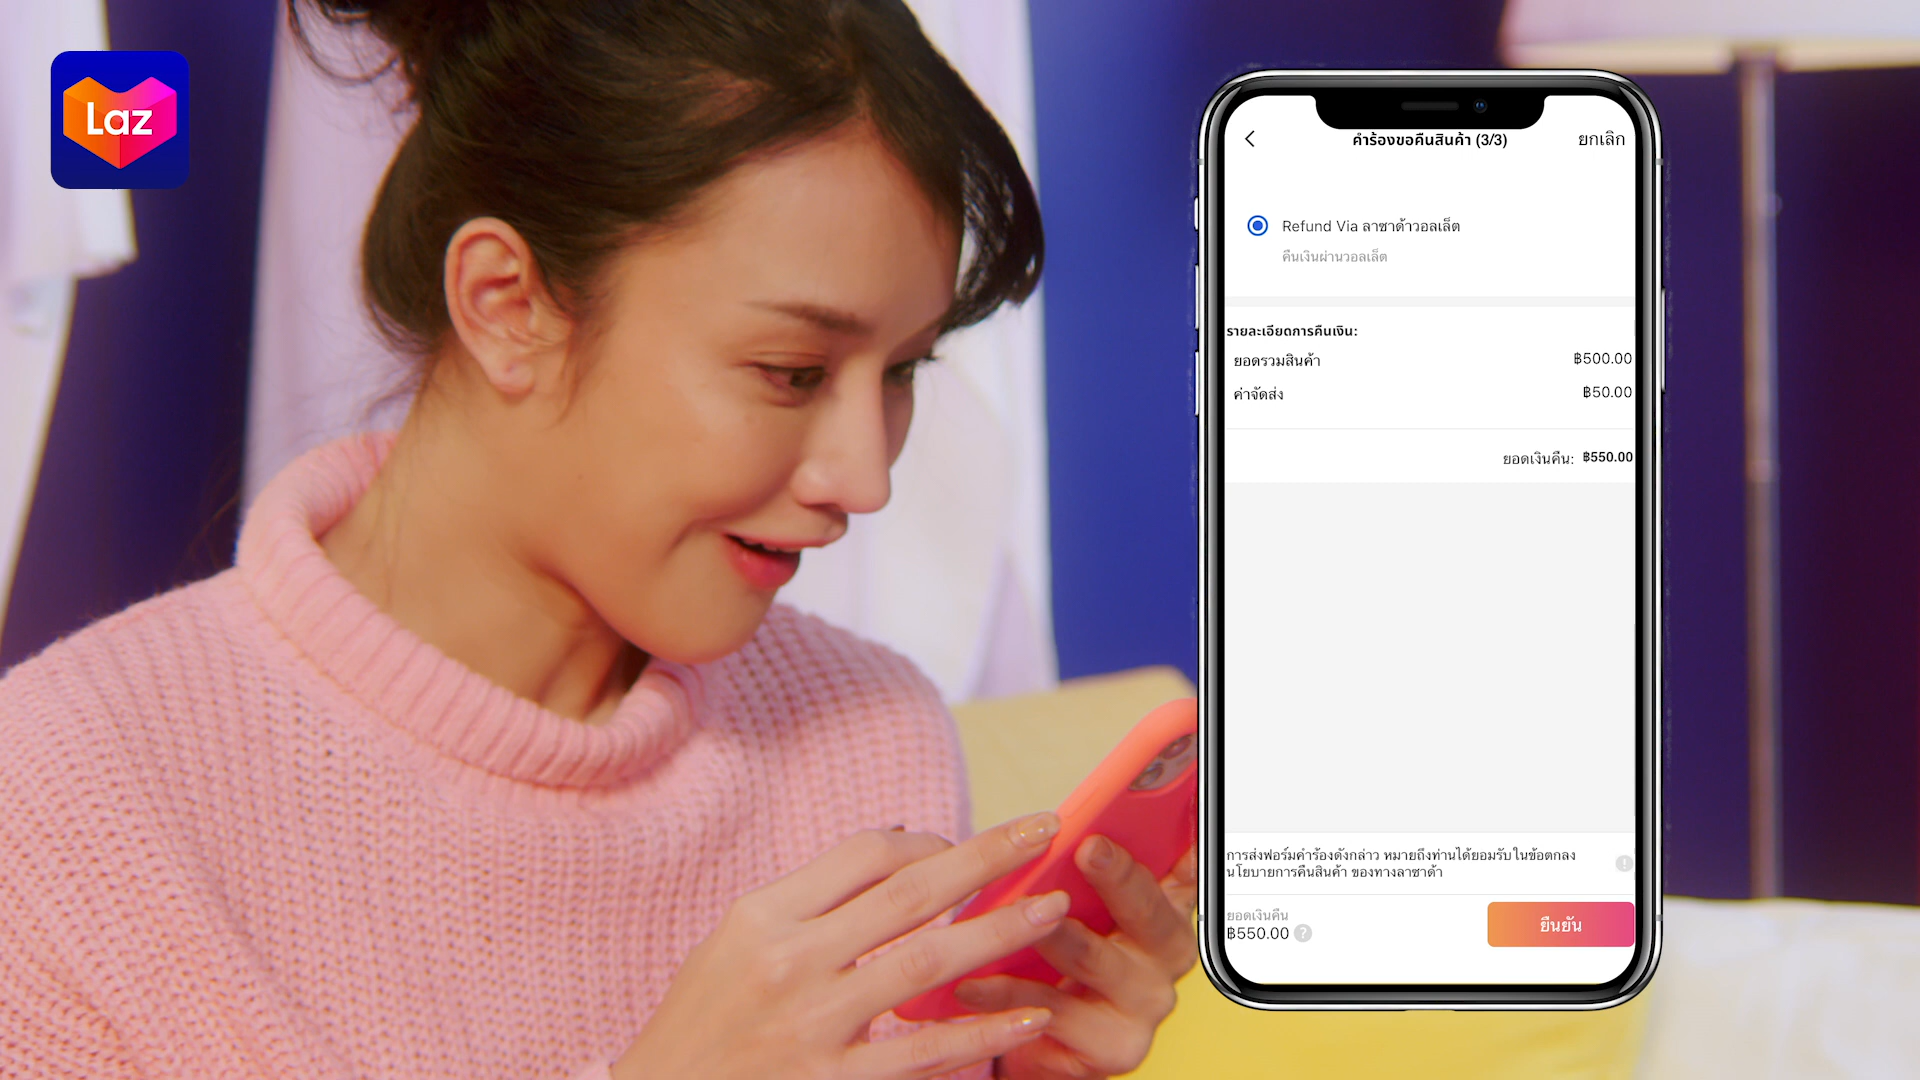 Laz
คำร้องขอคืนสินค้า (3/3)
ยกเลิก
Refund Via ลาซาด้าวอลเล็ต
คืนเงินผ่านวอลเล็ต
รายละเอียดการคืนเงิน:
ยอดรวมสินค้า ฿500.00
ค่าจัดส่ง ฿50.00
ยอดเงินคืน: ฿550.00
การส่งฟอร์มคำร้องดังกล่าว หมายถึงท่านได้ยอมรับในข้อตกลง
นโยบายการคืนสินค้า ของทางลาซาด้า
ยอดเงินคืน
฿550.00 ?
ยืนยัน